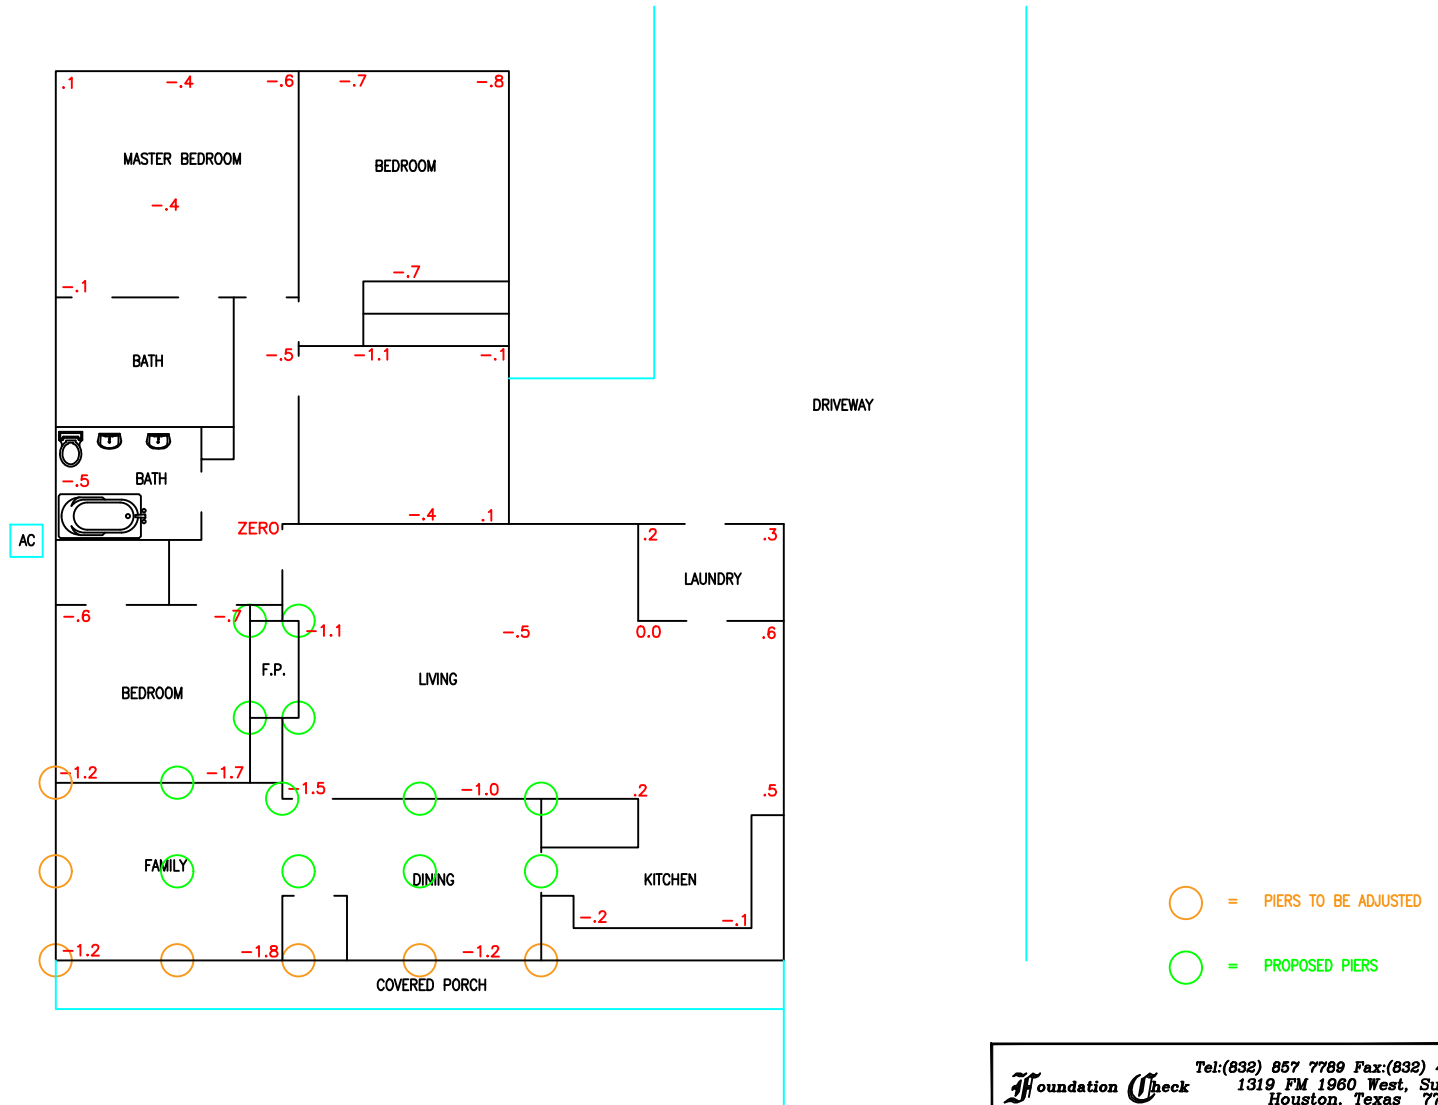 .1 -.4 -.6 -.7 -.8
MASTER BEDROOM
BEDROOM
-.4
-.7
-.1
BATH
-.5 -1.1 -.1
DRIVEWAY
BATH
-.5
ZERO
-.4 .1
AC
.2 .3
LAUNDRY
-.6 -.7
-1.1 -.5 0.0 .6
F.P.
LIVING
BEDROOM
-1.2 -1.7
-1.5 -1.0 .2 .5
FAMILY
DINING
KITCHEN
-.2 -.1
-1.2 -1.8 -1.2
COVERED PORCH
= PIERS TO BE ADJUSTED
= PROPOSED PIERS
Foundation Check
Tel:(832) 857 7789 Fax:(832)
1319 FM 1960 West,
Houston, Texas